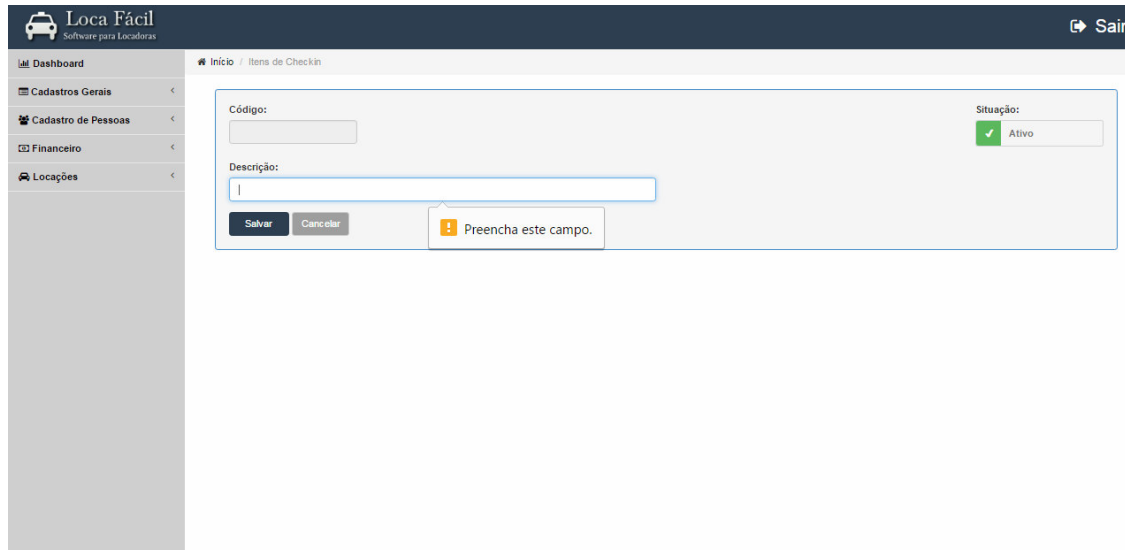 Loca Fácil
Software para Locadoras
Sair
Dashboard
Cadastros Gerais
Cadastro de Pessoas
Financeiro
Locações
Início / Itens de Checkin
Código:
Situação:
Ativo
Descrição:
Salvar
Cancelar
Preencha este campo.